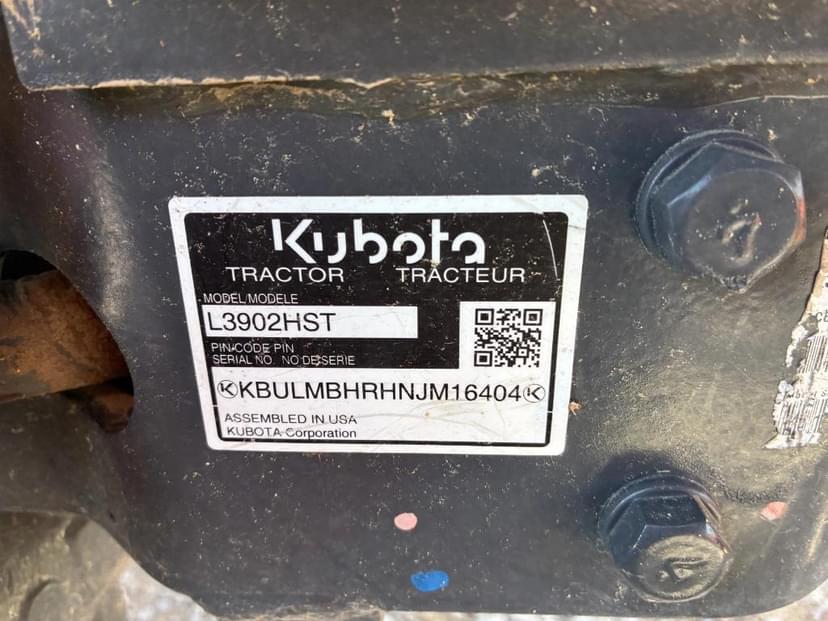 Kubota
TRACTOR TRACTEUR
MODEL/MODELE
L3902HST
PIN/CODE PIN
SERIAL NO. NO DE SERIE
KBULMBHRHNJM16404
ASSEMBLED IN USA
KUBOTA Corporation